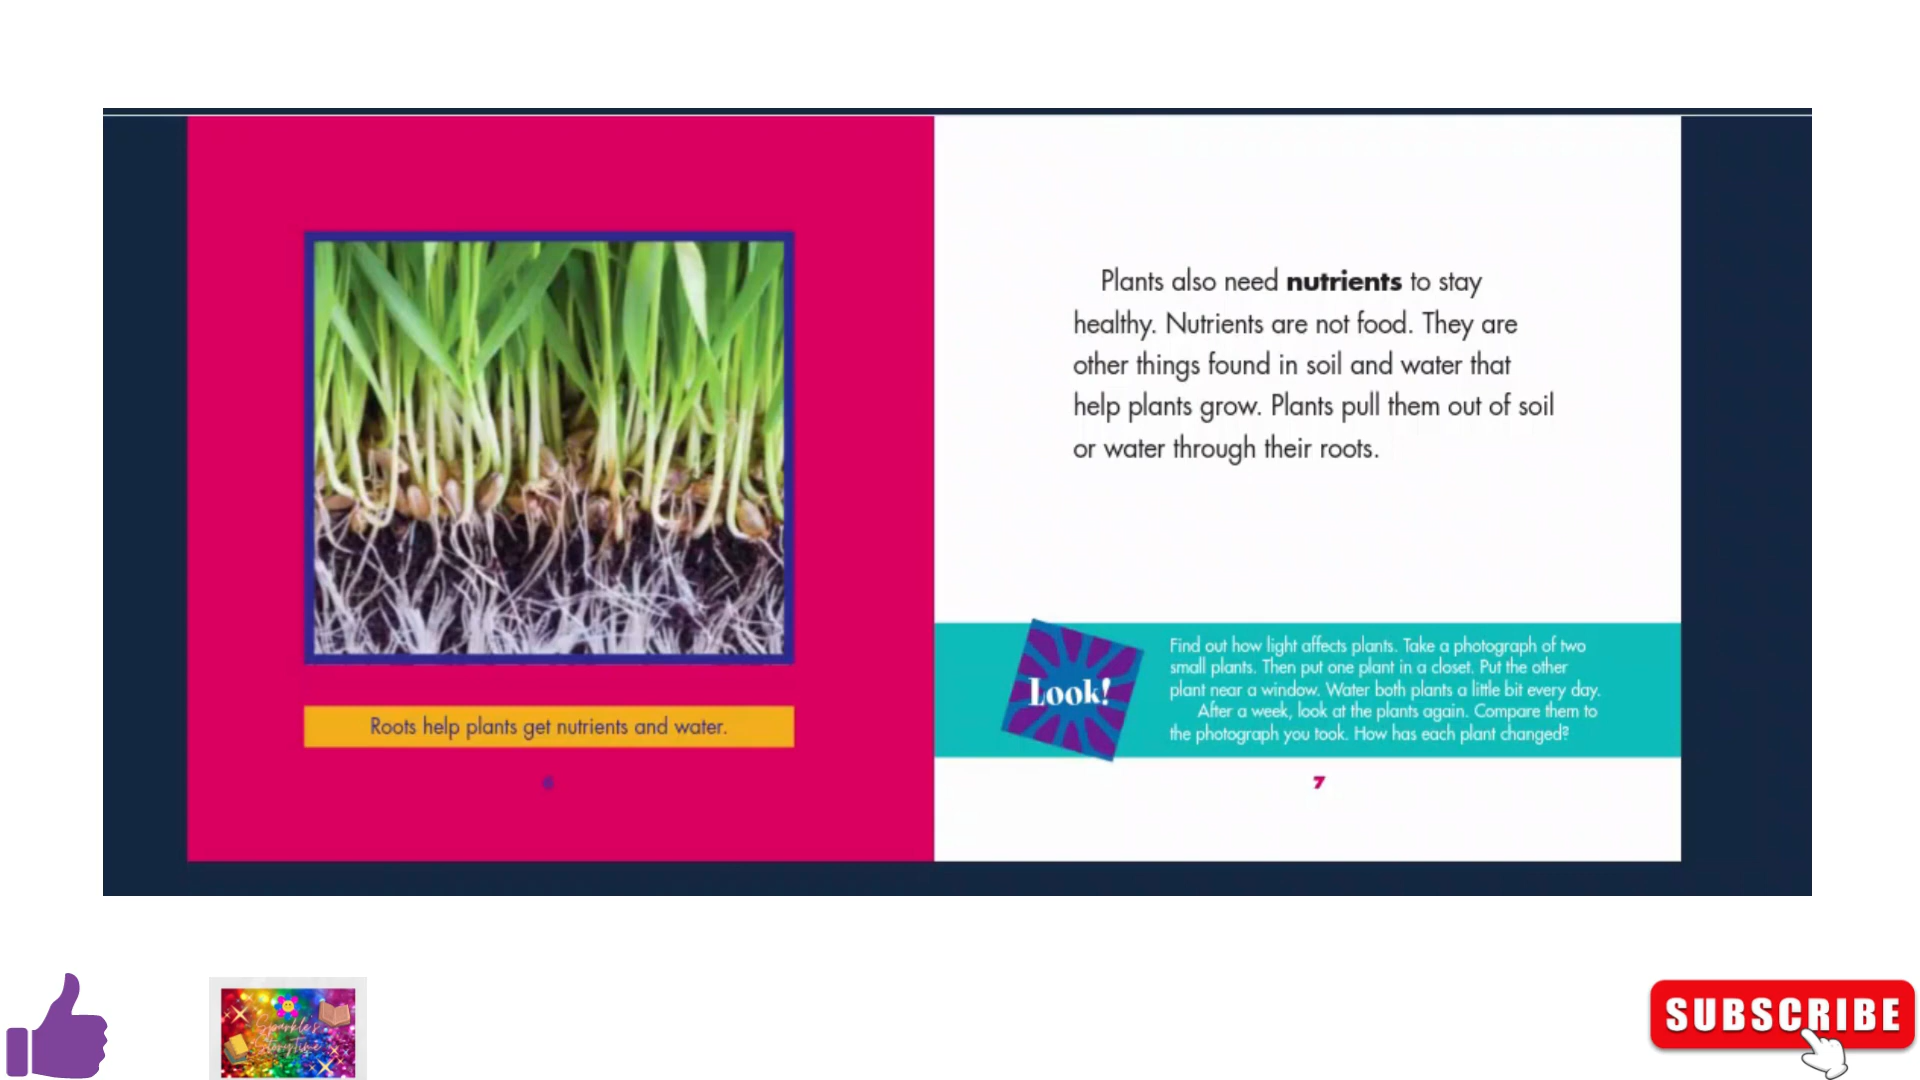 Roots help plants get nutrients and water.
Plants also need nutrients to stay
healthy. Nutrients are not food. They are
other things found in soil and water that
help plants grow. Plants pull them out of soil
or water through their roots.
Look!
Find out how light affects plants. Take a photograph of two
small plants. Then put one plant in a closet. Put the other
plant near a window. Water both plants a little bit every day.
After a week, look at the plants again. Compare them to
the photograph you took. How has each plant changed?
7
Sparkle's
Storytime
SUBSCRIBE